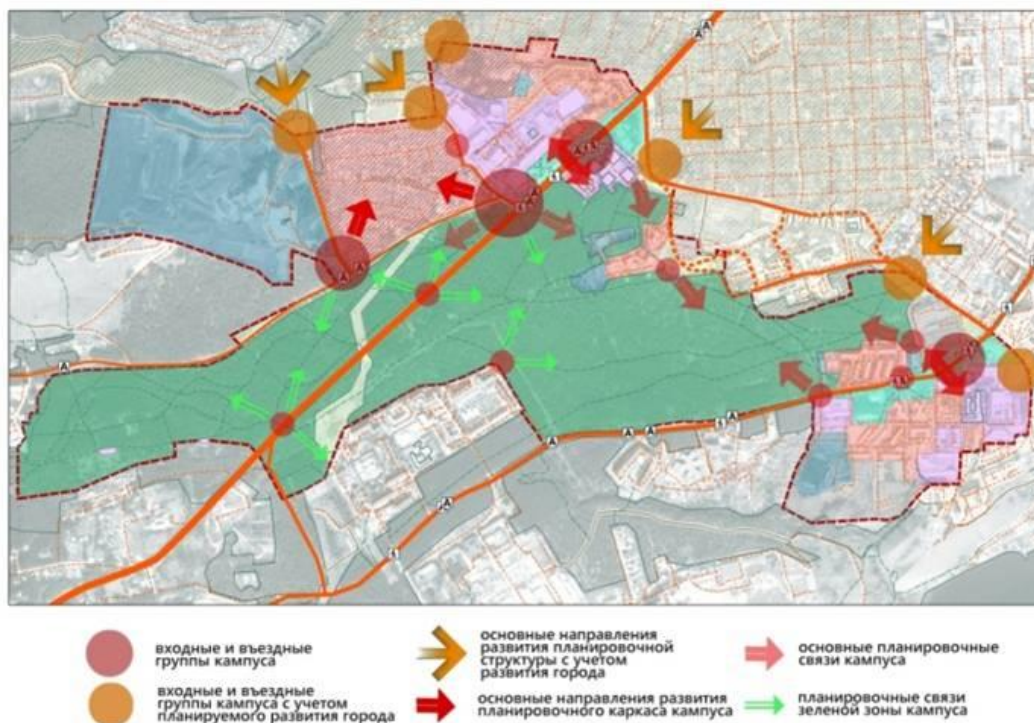 входные и въездные
группы кампуса
основные направления
развития планировочной
структуры с учетом
развития города
основные планировочные
связи кампуса
входные и въездные
группы кампуса с учетом
планируемого развития города
основные направления развития
планировочного каркаса кампуса
планировочные связи
зеленой зоны кампуса